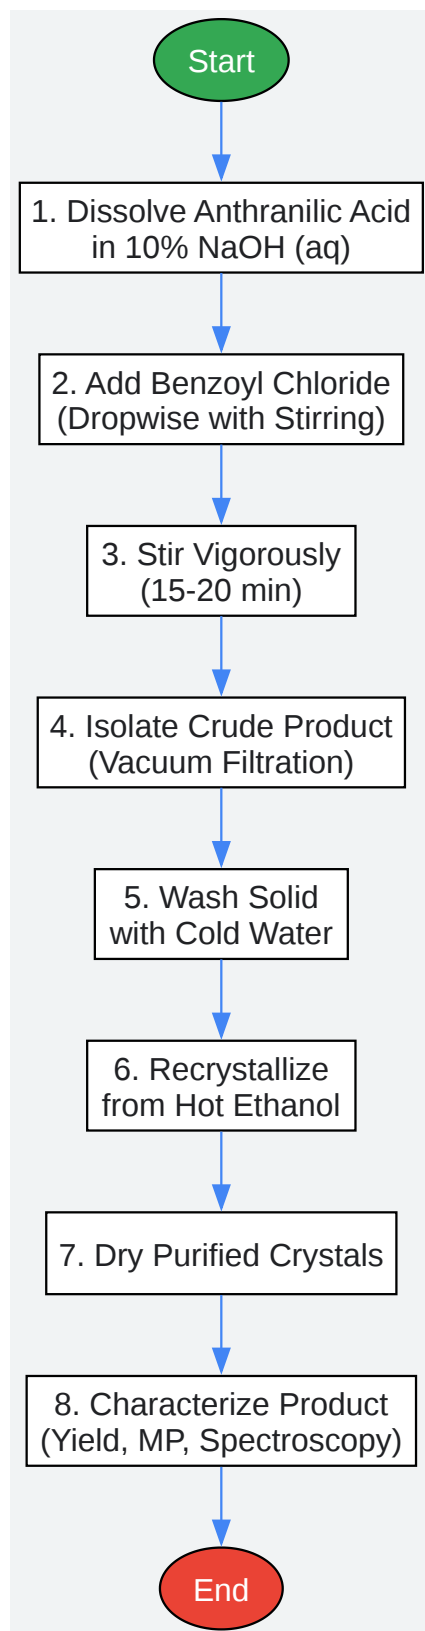 Start
1. Dissolve Anthranilic Acid
in 10% NaOH (aq)
2. Add Benzoyl Chloride
(Dropwise with Stirring)
3. Stir Vigorously
(15-20 min)
4. Isolate Crude Product
(Vacuum Filtration)
5. Wash Solid
with Cold Water
6. Recrystallize
from Hot Ethanol
7. Dry Purified Crystals
8. Characterize Product
(Yield, MP, Spectroscopy)
End